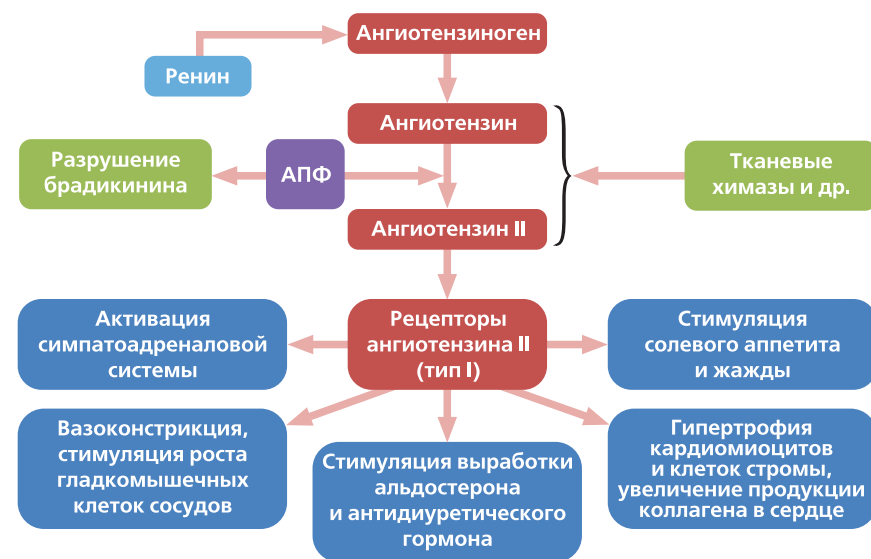 Ангиотензиноген
Ренин
Ангиотензин
Разрушение
брадикинина
АПФ
Тканевые
химазы и др.
Ангиотензин II
Активация
симпатоадреналовой
системы
Рецепторы
ангиотензина II
(тип I)
Стимуляция
солевого аппетита
и жажды
Вазоконстрикция,
стимуляция роста
гладкомышечных
клеток сосудов
Стимуляция выработки
альдостерона
и антидиуретического
гормона
Гипертрофия
кардиомиоцитов
и клеток стромы,
увеличение продукции
коллагена в сердце